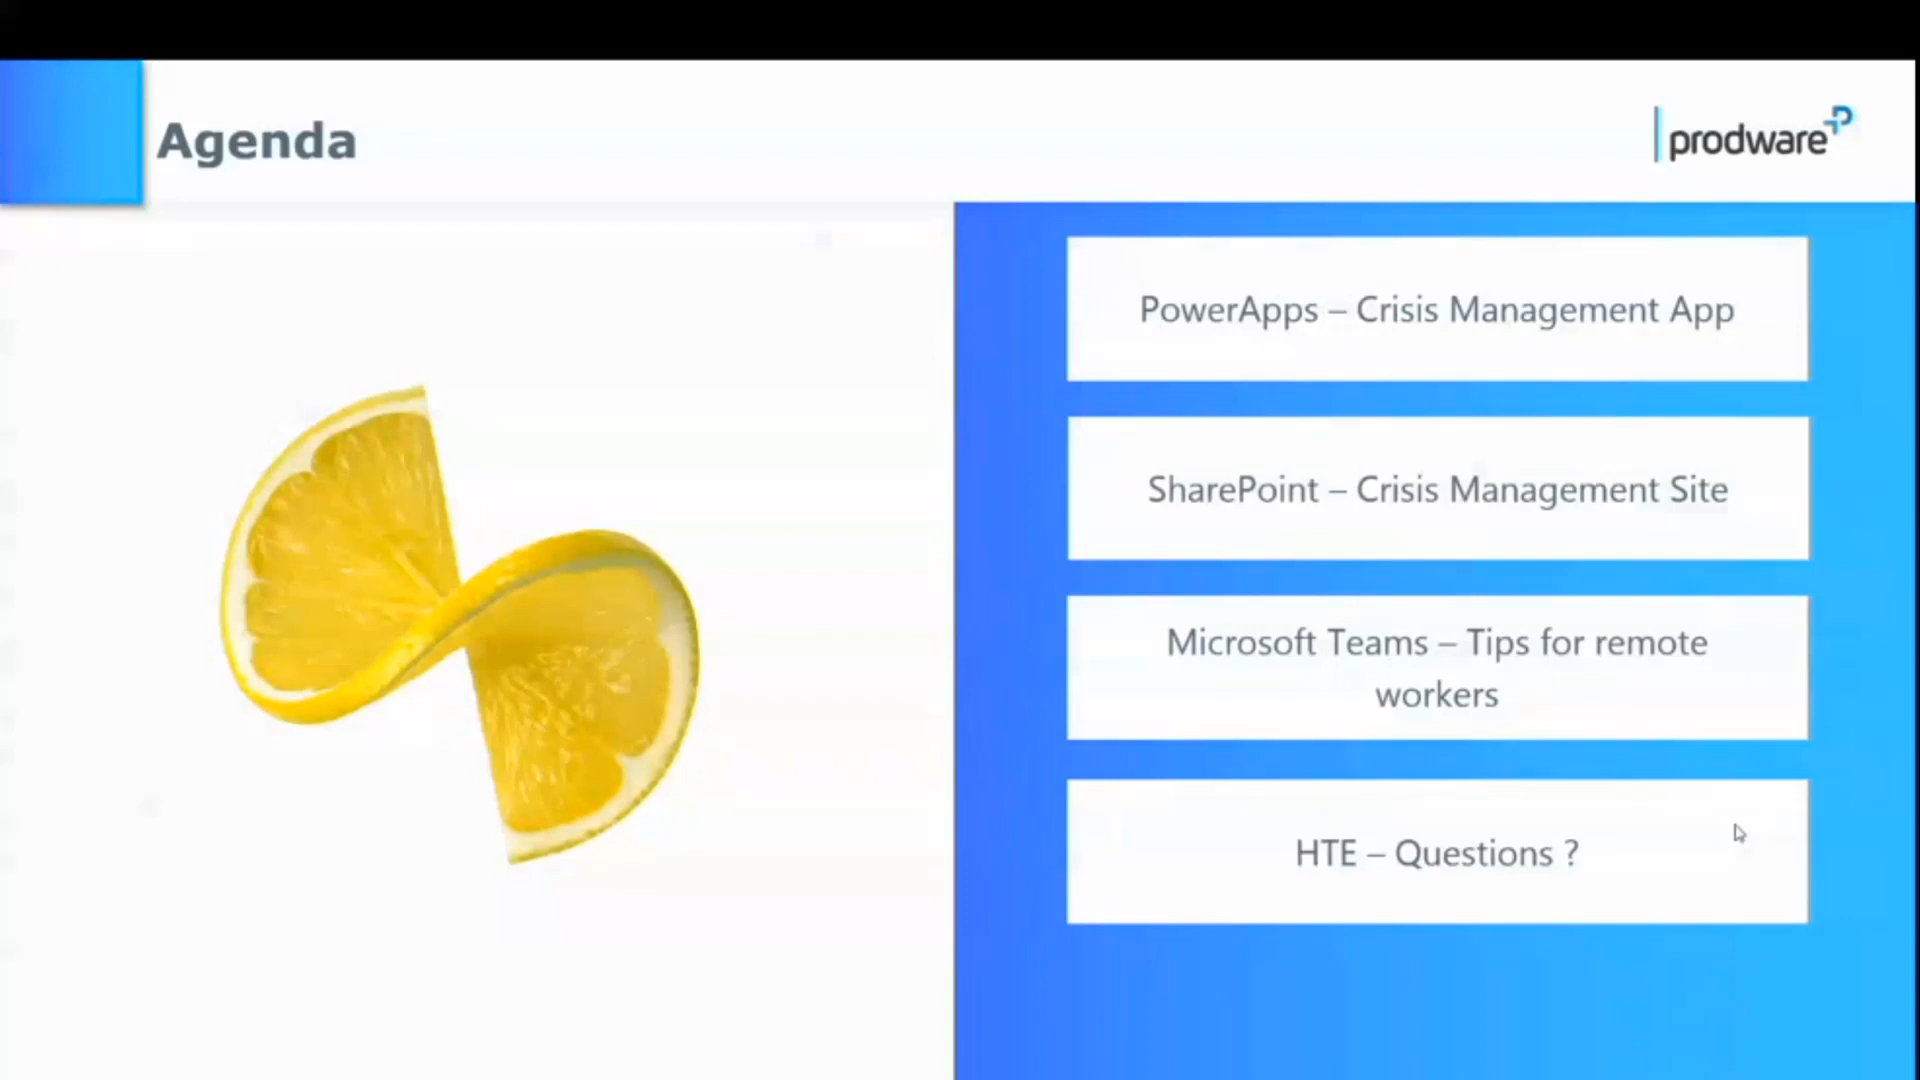 Agenda
prodware
PowerApps – Crisis Management App
SharePoint – Crisis Management Site
Microsoft Teams – Tips for remote
workers
HTE – Questions ?